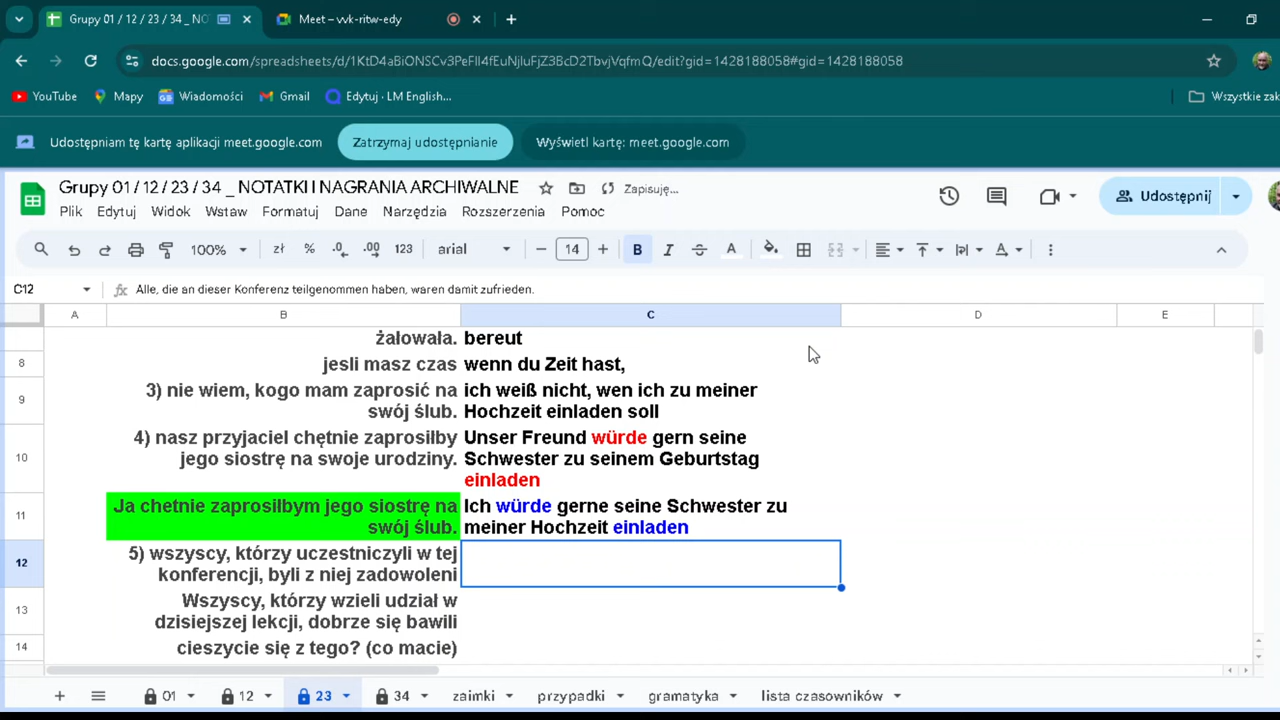 Grupy 01 / 12 / 23 / 34 _ NO
Meet – vvk-ritw-edy
docs.google.com/spreadsheets/d/1KtD4aBiONSCv3PeFlI4fEuNjluFjZ3BcD2TbvjVqfmQ/edit?gid=1428188058#gid=1428188058
YouTube Mapy Wiadomości Gmail Edytuj · LM English... Wszystkie zak
Udostępniam tę kartę aplikacji meet.google.com Zatrzymaj udostępnianie Wyświetl kartę: meet.google.com
Grupy 01 / 12 / 23 / 34 _ NOTATKI I NAGRANIA ARCHIWALNE Zapisuję...
Plik Edytuj Widok Wstaw Formatuj Dane Narzędzia Rozszerzenia Pomoc
Udostępnij
100% zł % .0 .00 123 arial 14 B I S A
C12 fx Alle, die an dieser Konferenz teilgenommen haben, waren damit zufrieden.
A B C D E
żalowala. bereut
8 jesli masz czas wenn du Zeit hast,
9 3) nie wiem, kogo mam zaprosić na ich weiß nicht, wen ich zu meiner
swój ślub. Hochzeit einladen soll
10 4) nasz przyjaciel chętnie zaprosiłby Unser Freund würde gern seine
jego siostrę na swoje urodziny. Schwester zu seinem Geburtstag
einladen
11 Ja chetnie zaprosilbym jego siostrę na Ich würde gerne seine Schwester zu
swój ślub. meiner Hochzeit einladen
12 5) wszyscy, którzy uczestniczyli w tej
konferencji, byli z niej zadowoleni
13 Wszyscy, którzy wzieli udział w
dzisiejszej lekcji, dobrze się bawili
14 cieszycie się z tego? (co macie)
+ 01 12 23 34 zaimki przypadki gramatyka lista czasowników